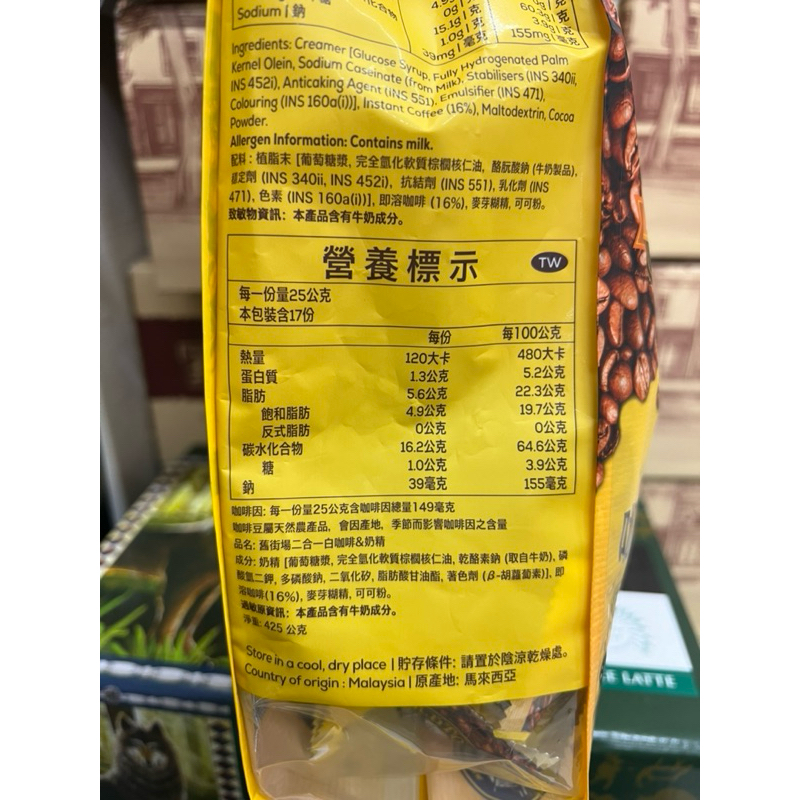 Sodium | 鈉
化合物
0g | 克
15.1g | 克
1.0g | 克
39mg | 毫克
3.9g | 克
155mg | 毫克
Ingredients: Creamer [Glucose Syrup, Fully Hydrogenated Palm
Kernel Olein, Sodium Caseinate (from Milk), Stabilisers (INS 340ii,
INS 452i), Anticaking Agent (INS 551), Emulsifier (INS 471),
Colouring (INS 160a(i))], Instant Coffee (16%), Maltodextrin, Cocoa
Powder.
Allergen Information: Contains milk.
配料：植脂末 [葡萄糖漿, 完全氫化軟質棕櫚核仁油, 酪朊酸鈉 (牛奶製品),
穩定劑 (INS 340ii, INS 452i), 抗結劑 (INS 551), 乳化劑 (INS
471), 色素 (INS 160a(i))], 即溶咖啡 (16%), 麥芽糊精, 可可粉。
致敏物資訊：本產品含有牛奶成分。
營養標示 TW
每一份量25公克
本包裝含17份
每份 每100公克
熱量 120大卡 480大卡
蛋白質 1.3公克 5.2公克
脂肪 5.6公克 22.3公克
飽和脂肪 4.9公克 19.7公克
反式脂肪 0公克 0公克
碳水化合物 16.2公克 64.6公克
糖 1.0公克 3.9公克
鈉 39毫克 155毫克
咖啡因: 每一份量25公克含咖啡因總量149毫克
咖啡豆屬天然農產品, 會因產地, 季節而影響咖啡因之含量
品名: 舊街場二合一白咖啡&奶精
成分: 奶精 [葡萄糖漿, 完全氫化軟質棕櫚核仁油, 乾酪素鈉 (取自牛奶), 磷
酸氫二鉀, 多磷酸鈉, 二氧化矽, 脂肪酸甘油酯, 著色劑 (β-胡蘿蔔素)], 即
溶咖啡(16%), 麥芽糊精, 可可粉。
過敏原資訊: 本產品含有牛奶成分。
淨重: 425 公克
Store in a cool, dry place | 貯存條件: 請置於陰涼乾燥處。
Country of origin : Malaysia | 原產地: 馬來西亞
LATTE